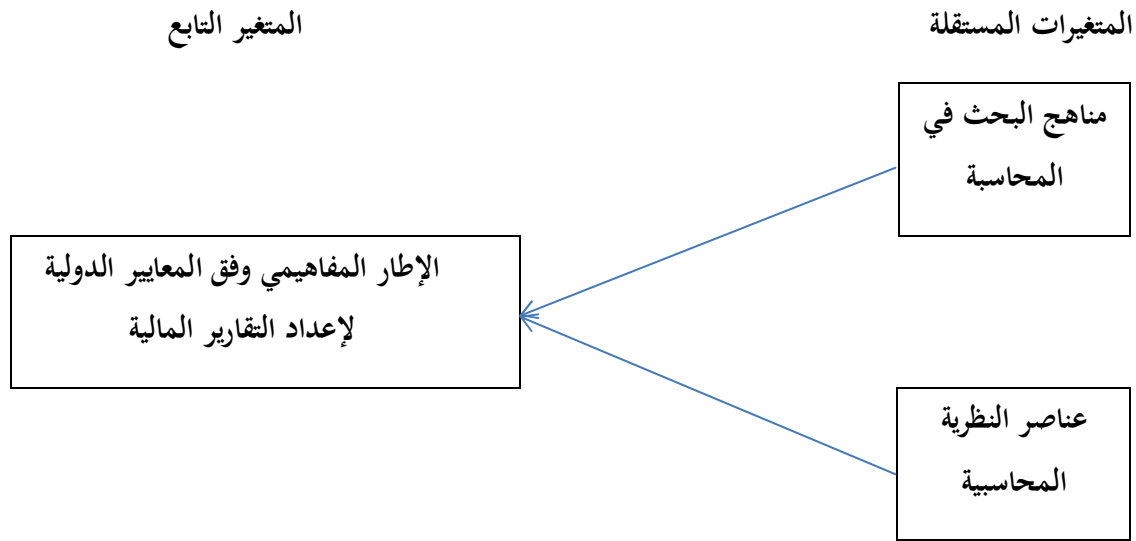 المتغيرات المستقلة
المتغير التابع
مناهج البحث في
المحاسبة
الإطار المفاهيمي وفق المعايير الدولية
لإعداد التقارير المالية
عناصر النظرية
المحاسبية